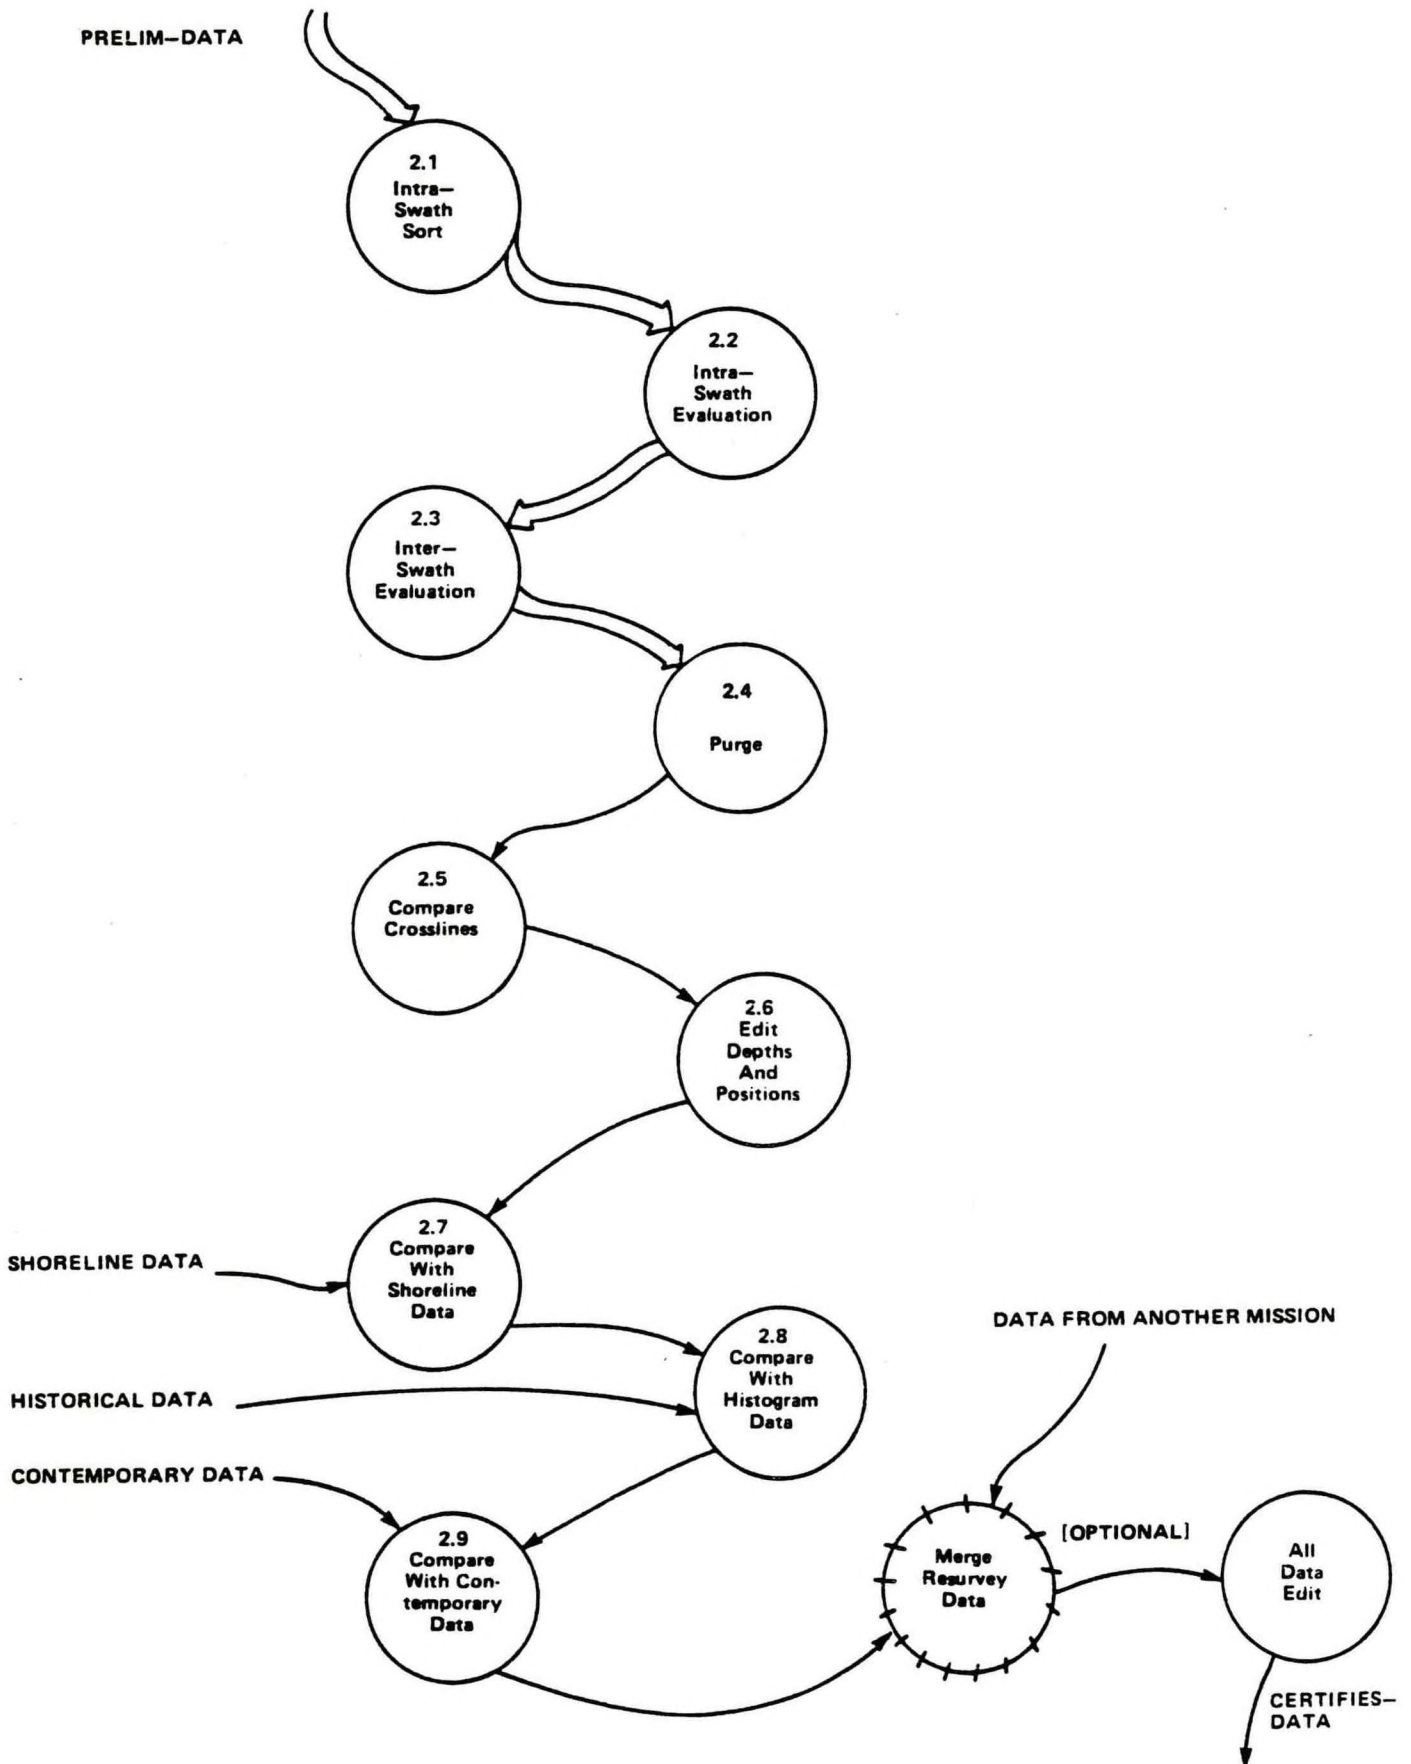 PRELIM—DATA
2.1
Intra—
Swath
Sort
2.2
Intra—
Swath
Evaluation
2.3
Inter—
Swath
Evaluation
2.4
Purge
2.5
Compare
Crosslines
2.6
Edit
Depths
And
Positions
SHORELINE DATA
2.7
Compare
With
Shoreline
Data
HISTORICAL DATA
2.8
Compare
With
Histogram
Data
CONTEMPORARY DATA
2.9
Compare
With Con-
temporary
Data
DATA FROM ANOTHER MISSION
Merge
Resurvey
Data
[OPTIONAL]
All
Data
Edit
CERTIFIES—
DATA